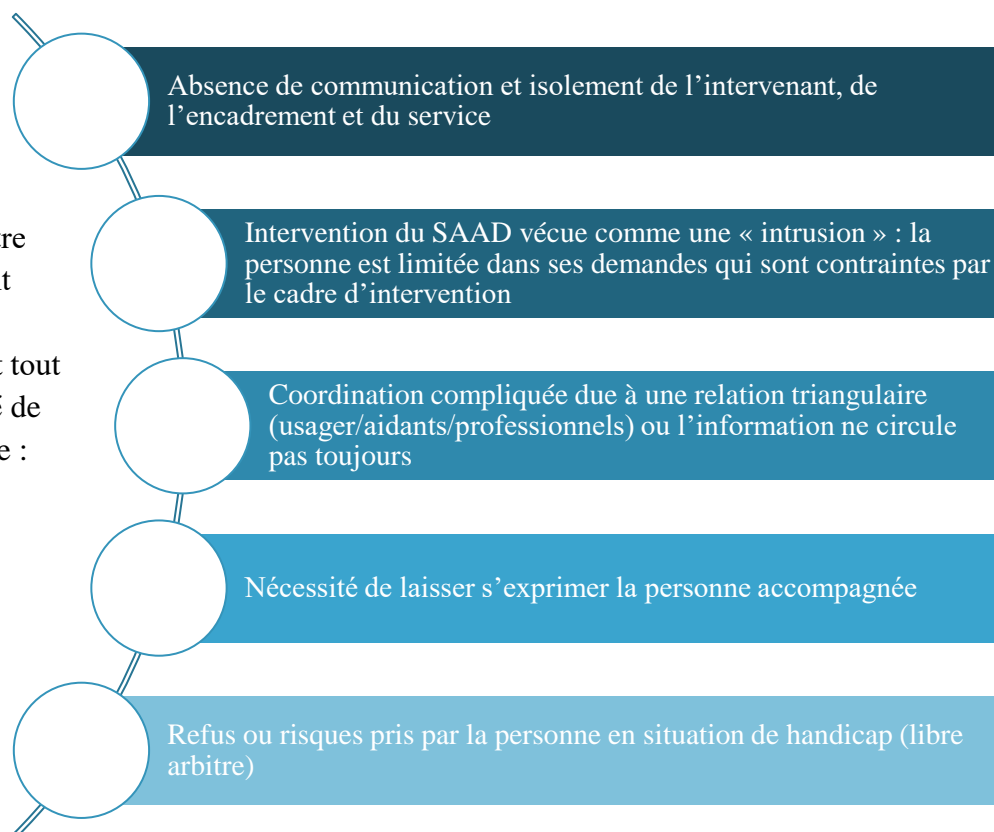 Absence de communication et isolement de l’intervenant, de
l’encadrement et du service
tre
t
t tout
é de
e :
Intervention du SAAD vécue comme une « intrusion » : la
personne est limitée dans ses demandes qui sont contraintes par
le cadre d’intervention
Coordination compliquée due à une relation triangulaire
(usager/aidants/professionnels) ou l’information ne circule
pas toujours
Nécessité de laisser s’exprimer la personne accompagnée
Refus ou risques pris par la personne en situation de handicap (libre
arbitre)